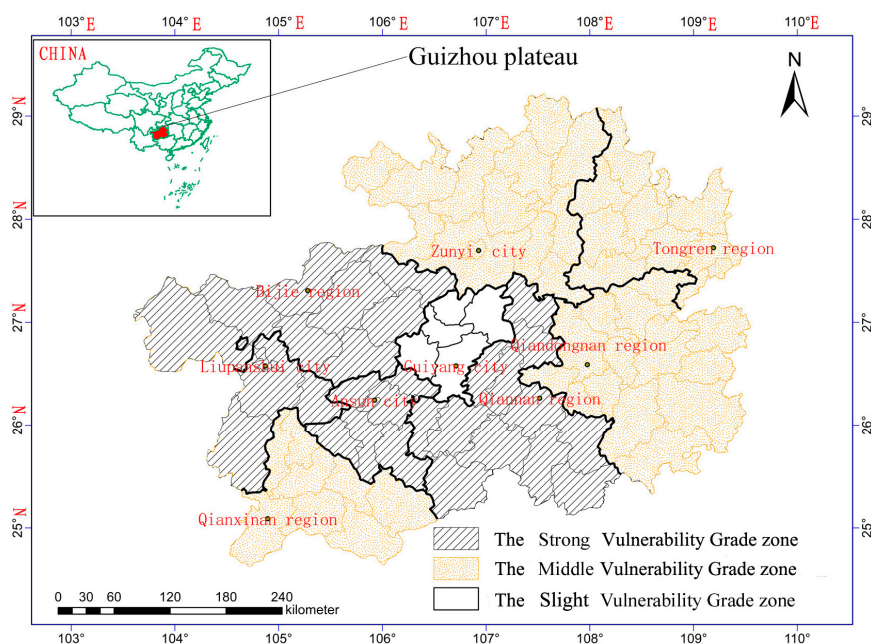 103°E 104°E 105°E 106°E 107°E 108°E 109°E 110°E
CHINA
Guizhou plateau
N
29°N
28°N
27°N
26°N
25°N
Zunyi city
Tongren region
Bijie region
Qiandongnan region
Liupanshui city
Guiyang city
Ansun city
Qiannan region
Qianxinan region
The Strong Vulnerability Grade zone
The Middle Vulnerability Grade zone
The Slight Vulnerability Grade zone
0 30 60 120 180 240
kilometer
29°N
28°N
27°N
26°N
25°N
103°E 104°E 105°E 106°E 107°E 108°E 109°E 110°E